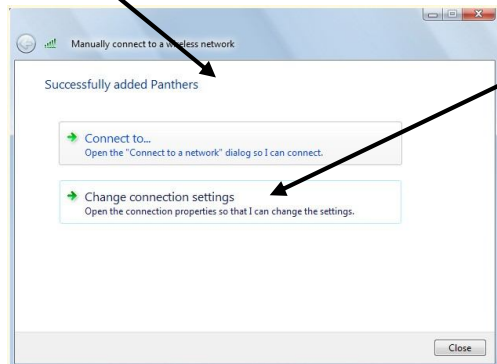 Manually connect to a wireless network
Successfully added Panthers
Connect to...
Open the "Connect to a network" dialog so I can connect.
Change connection settings
Open the connection properties so that I can change the settings.
Close